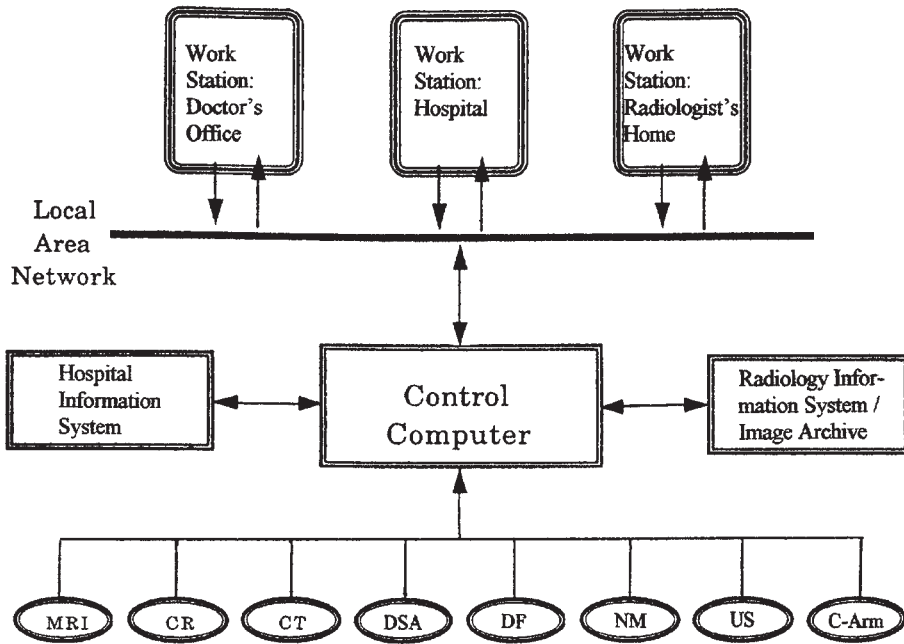 Work
Station:
Doctor's
Office
Work
Station:
Hospital
Work
Station:
Radiologist's
Home
Local
Area
Network
Hospital
Information
System
Control
Computer
Radiology Infor-
mation System /
Image Archive
MRI
CR
CT
DSA
DF
NM
US
C-Arm